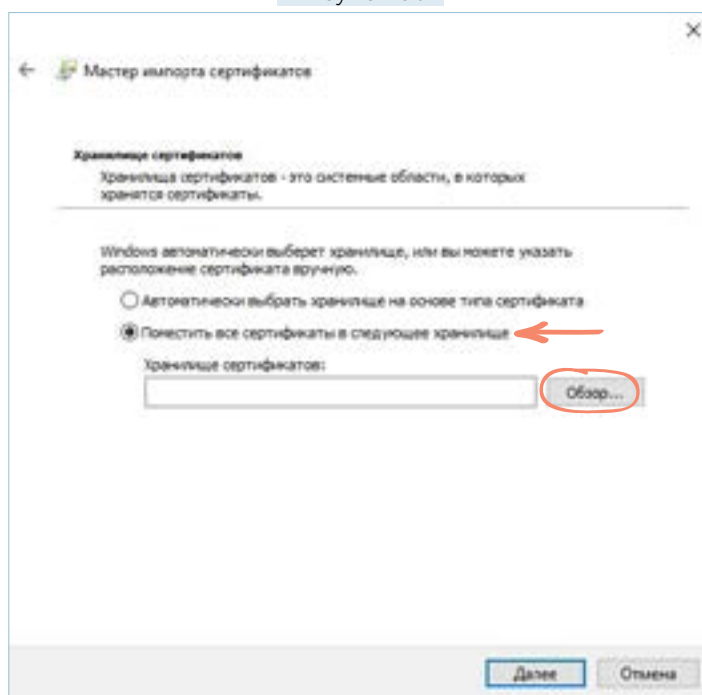 Мастер импорта сертификатов
Хранилище сертификатов
Хранилища сертификатов - это системные области, в которых
хранятся сертификаты.
Windows автоматически выберет хранилище, или вы можете указать
расположение сертификата вручную.
Автоматически выбрать хранилище на основе типа сертификата
Поместить все сертификаты в следующее хранилище
Хранилище сертификатов:
Обзор...
Далее
Отмена